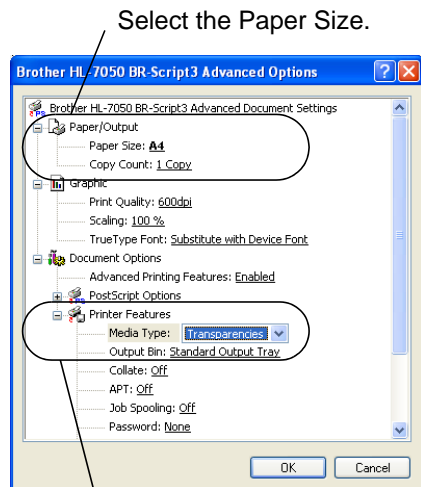 Select the Paper Size.
Brother HL-7050 BR-Script3 Advanced Options
Brother HL-7050 BR-Script3 Advanced Document Settings
Paper/Output
Paper Size: A4
Copy Count: 1 Copy
Graphic
Print Quality: 600dpi
Scaling: 100 %
TrueType Font: Substitute with Device Font
Document Options
Advanced Printing Features: Enabled
PostScript Options
Printer Features
Media Type: Transparencies
Output Bin: Standard Output Tray
Collate: Off
APT: Off
Job Spooling: Off
Password: None
OK Cancel